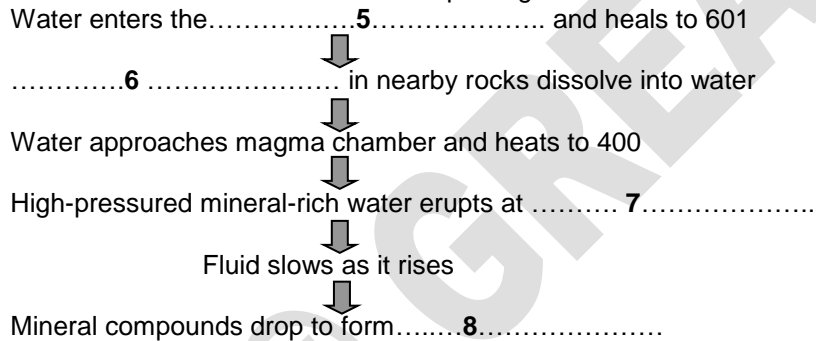 Water enters the…………..….5………………. and heals to 601
………….6 ……….………… in nearby rocks dissolve into water
Water approaches magma chamber and heats to 400
High-pressured mineral-rich water erupts at ………. 7………………..
Fluid slows as it rises
Mineral compounds drop to form…..….8…………………